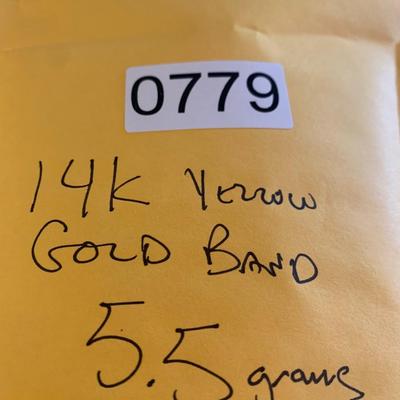 0779
14K Yellow
GOLD BAND
5.5 grams